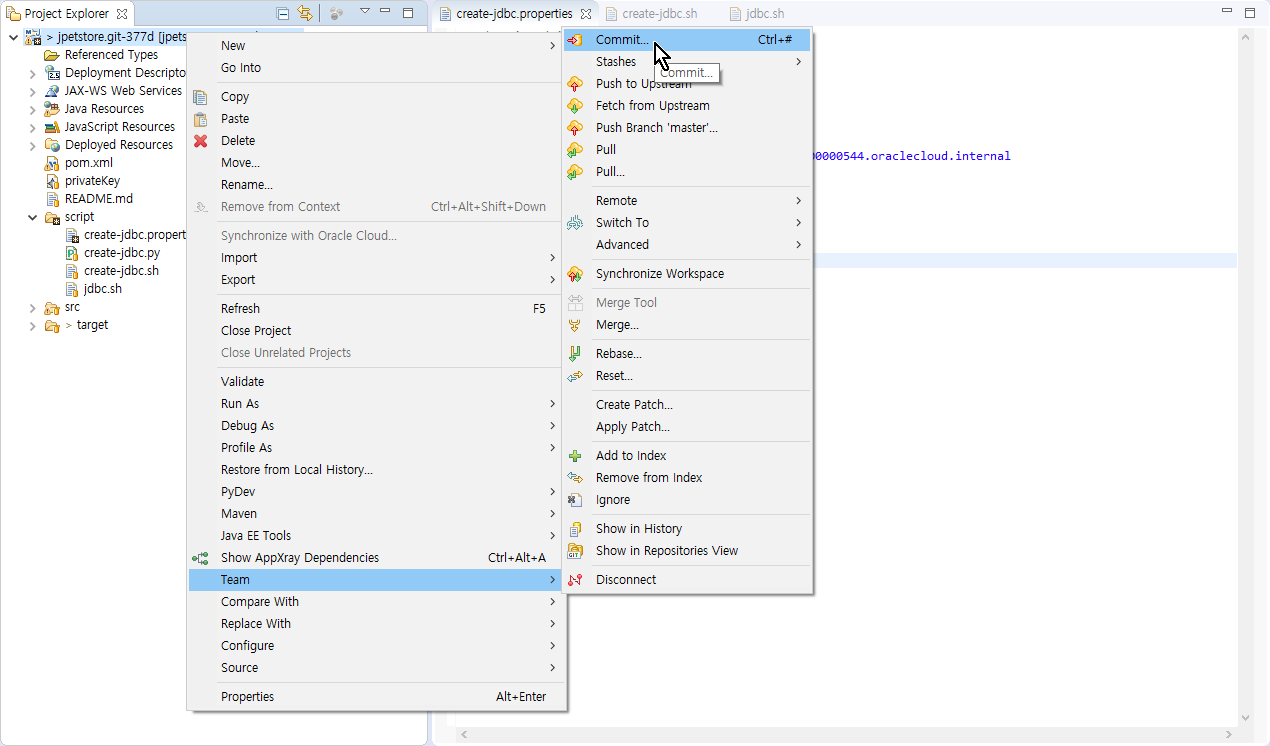 Project Explorer
create-jdbc.properties
create-jdbc.sh
jdbc.sh
> jpetstore.git-377d [jpets
Referenced Types
Deployment Descripto
JAX-WS Web Services
Java Resources
JavaScript Resources
Deployed Resources
pom.xml
privateKey
README.md
script
create-jdbc.propert
create-jdbc.py
create-jdbc.sh
jdbc.sh
src
> target
New
Go Into
Copy
Paste
Delete
Move...
Rename...
Remove from Context Ctrl+Alt+Shift+Down
Synchronize with Oracle Cloud...
Import
Export
Refresh F5
Close Project
Close Unrelated Projects
Validate
Run As
Debug As
Profile As
Restore from Local History...
PyDev
Maven
Java EE Tools
Show AppXray Dependencies Ctrl+Alt+A
Team
Compare With
Replace With
Configure
Source
Properties Alt+Enter
Commit... Ctrl+#
Stashes
Commit...
Push to Upstream
Fetch from Upstream
Push Branch 'master'...
Pull
Pull...
Remote
Switch To
Advanced
Synchronize Workspace
Merge Tool
Merge...
Rebase...
Reset...
Create Patch...
Apply Patch...
Add to Index
Remove from Index
Ignore
Show in History
Show in Repositories View
Disconnect
00000544.oraclecloud.internal